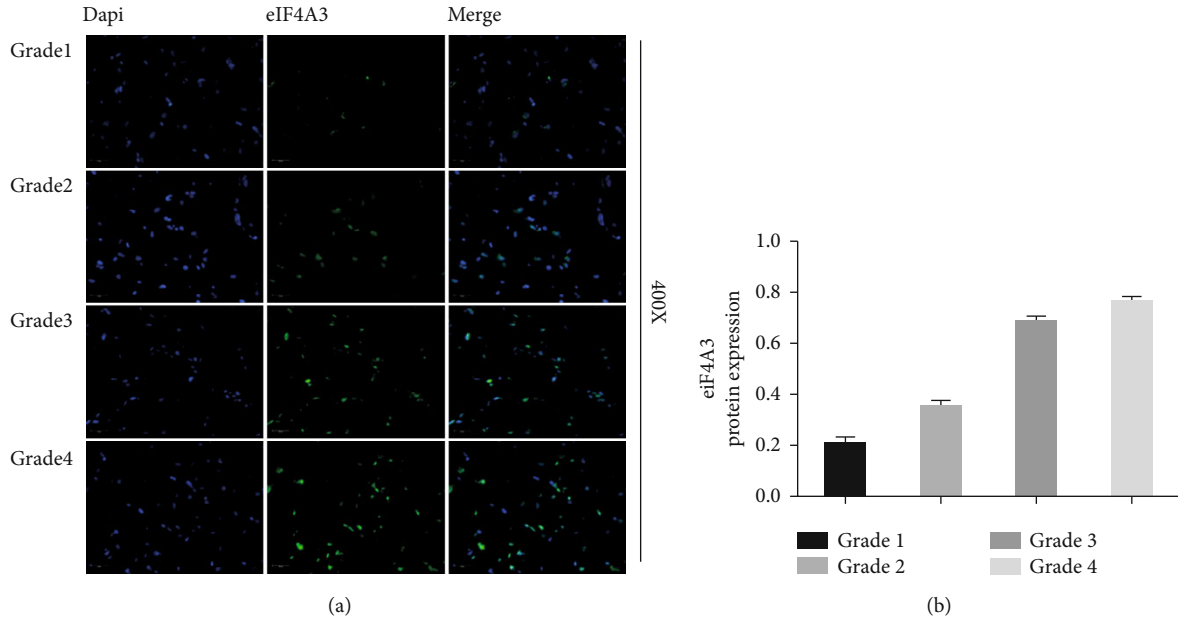 Dapi eIF4A3 Merge
Grade1
Grade2
Grade3
Grade4
400X
(a)
eiF4A3
protein expression
1.0
0.8
0.6
0.4
0.2
0.0
Grade 1 Grade 3
Grade 2 Grade 4
(b)